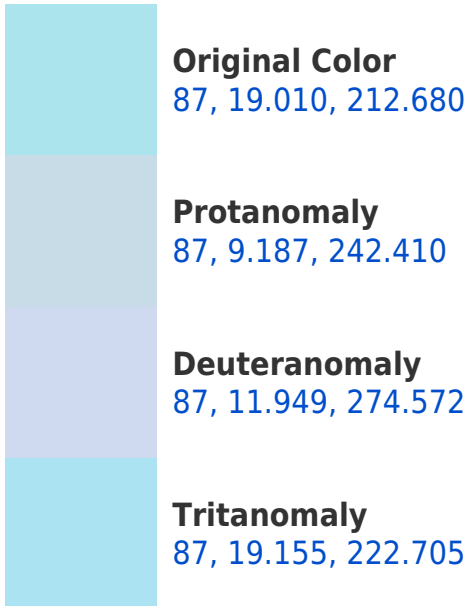 Original Color
87, 19.010, 212.680
Protanomaly
87, 9.187, 242.410
Deuteranomaly
87, 11.949, 274.572
Tritanomaly
87, 19.155, 222.705